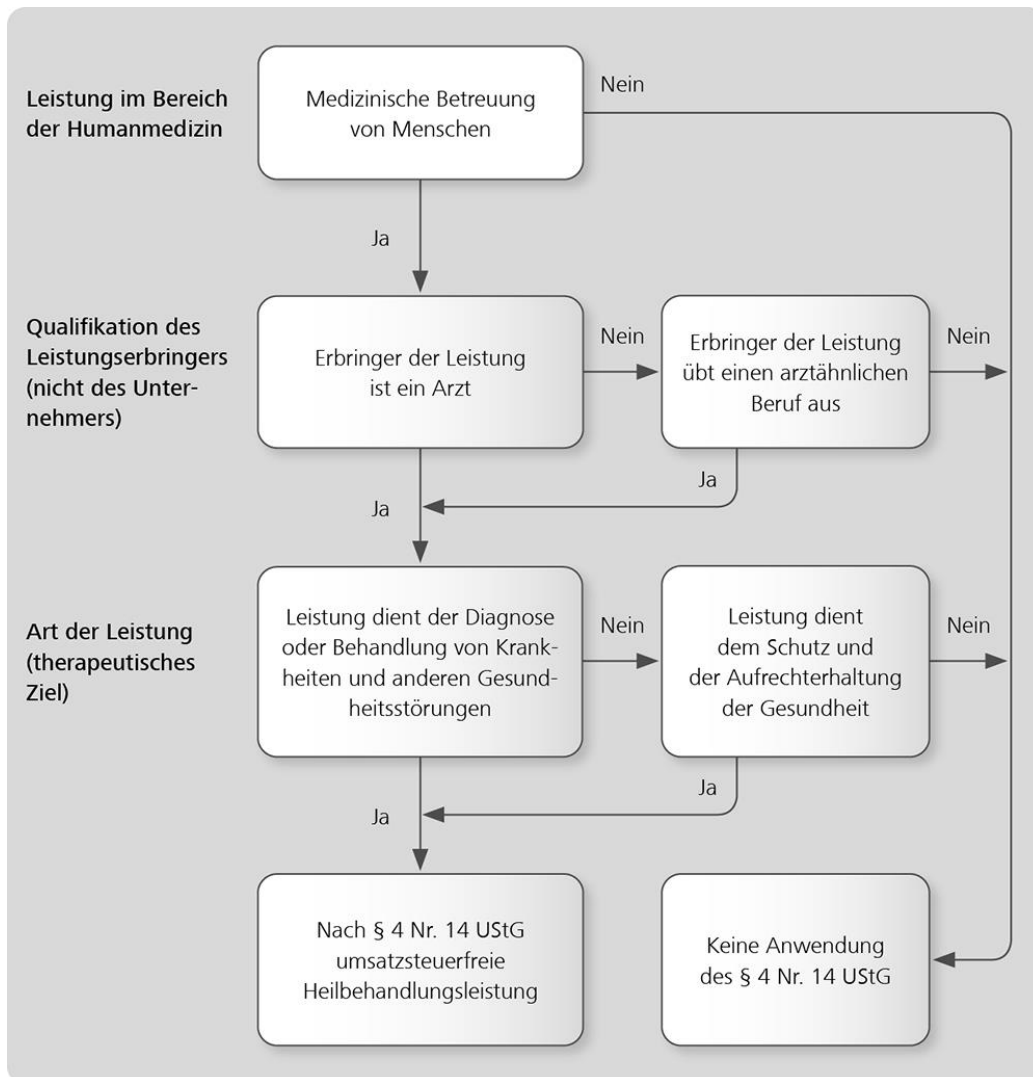 Leistung im Bereich
der Humanmedizin
Medizinische Betreuung
von Menschen
Nein
Ja
Qualifikation des
Leistungserbringers
(nicht des Unter-
nehmers)
Erbringer der Leistung
ist ein Arzt
Nein
Erbringer der Leistung
übt einen arztähnlichen
Beruf aus
Nein
Ja
Ja
Art der Leistung
(therapeutisches
Ziel)
Leistung dient der Diagnose
oder Behandlung von Krank-
heiten und anderen Gesund-
heitsstörungen
Nein
Leistung dient
dem Schutz und
der Aufrechterhaltung
der Gesundheit
Nein
Ja
Ja
Nach § 4 Nr. 14 UStG
umsatzsteuerfreie
Heilbehandlungsleistung
Keine Anwendung
des § 4 Nr. 14 UStG